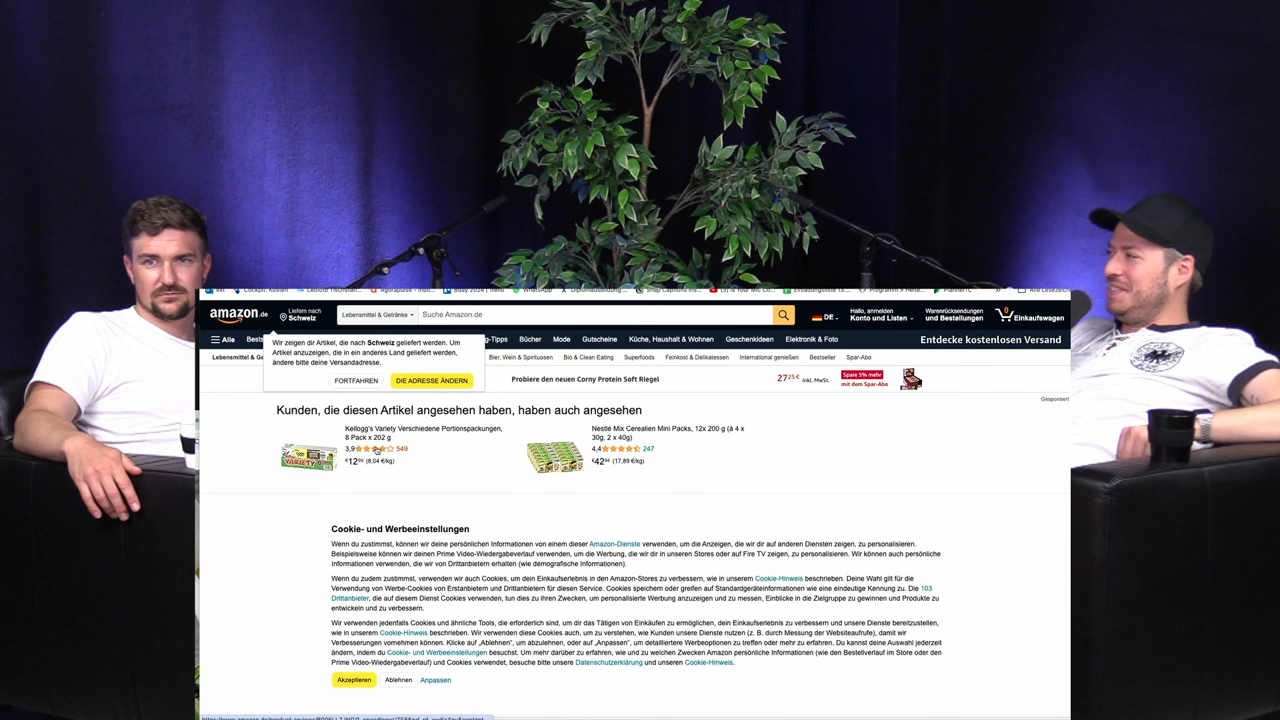 Cockpit, Kosten
WhatsApp
amazon.de
Liefern nach
Schweiz
Lebensmittel & Getränke
Suche Amazon.de
DE
Hallo, anmelden
Konto und Listen
Warenrücksendungen
und Bestellungen
0
Einkaufswagen
Alle
g-Tipps
Bücher
Mode
Gutscheine
Küche, Haushalt & Wohnen
Geschenkideen
Elektronik & Foto
Entdecke kostenlosen Versand
Wir zeigen dir Artikel, die nach Schweiz geliefert werden. Um
Artikel anzuzeigen, die in ein anderes Land geliefert werden,
ändere bitte deine Versandadresse.
FORTFAHREN
DIE ADRESSE ÄNDERN
Lebensmittel & Ge
Bier, Wein & Spirituosen
Bio & Clean Eating
Superfoods
Feinkost & Delikatessen
International genießen
Bestseller
Spar-Abo
Probiere den neuen Corny Protein Soft Riegel
27,25 € inkl. MwSt.
Spare 5% mehr
mit dem Spar-Abo
Gesponsert
Kunden, die diesen Artikel angesehen haben, haben auch angesehen
Kellogg's Variety Verschiedene Portionspackungen,
8 Pack x 202 g
3,9 549
€12,99 (8,04 €/kg)
Nestlé Mix Cerealien Mini Packs, 12x 200 g (à 4 x
30g, 2 x 40g)
4,4 247
€42,94 (17,89 €/kg)
VARIETY
Cookie- und Werbeeinstellungen
Wenn du zustimmst, können wir deine persönlichen Informationen von einem dieser Amazon-Dienste verwenden, um die Anzeigen, die wir dir auf anderen Diensten zeigen, zu personalisieren.
Beispielsweise können wir deinen Prime Video-Wiedergabeverlauf verwenden, um die Werbung, die wir dir in unseren Stores oder auf Fire TV zeigen, zu personalisieren. Wir können auch persönliche
Informationen verwenden, die wir von Drittanbietern erhalten (wie demografische Informationen).
Wenn du zudem zustimmst, verwenden wir auch Cookies, um dein Einkaufserlebnis in den Amazon-Stores zu verbessern, wie in unserem Cookie-Hinweis beschrieben. Deine Wahl gilt für die
Verwendung von Werbe-Cookies von Erstanbietern und Drittanbietern für diesen Service. Cookies speichern oder greifen auf Standardgeräteinformationen wie eine eindeutige Kennung zu. Die 103
Drittanbieter, die auf diesem Dienst Cookies verwenden, tun dies zu ihren Zwecken, um personalisierte Werbung anzuzeigen und zu messen, Einblicke in die Zielgruppe zu gewinnen und Produkte zu
entwickeln und zu verbessern.
Wir verwenden jedenfalls Cookies und ähnliche Tools, die erforderlich sind, um dir das Tätigen von Einkäufen zu ermöglichen, dein Einkaufserlebnis zu verbessern und unsere Dienste bereitzustellen,
wie in unserem Cookie-Hinweis beschrieben. Wir verwenden diese Cookies auch, um zu verstehen, wie Kunden unsere Dienste nutzen (z. B. durch Messung der Websiteaufrufe), damit wir
Verbesserungen vornehmen können. Klicke auf „Ablehnen", um abzulehnen, oder auf „Anpassen", um detailliertere Werbeoptionen zu treffen oder mehr zu erfahren. Du kannst deine Auswahl jederzeit
ändern, indem du Cookie- und Werbeeinstellungen besuchst. Um mehr darüber zu erfahren, wie und zu welchen Zwecken Amazon persönliche Informationen (wie den Bestellverlauf im Store oder den
Prime Video-Wiedergabeverlauf) und Cookies verwendet, besuche bitte unsere Datenschutzerklärung und unseren Cookie-Hinweis.
Akzeptieren
Ablehnen
Anpassen